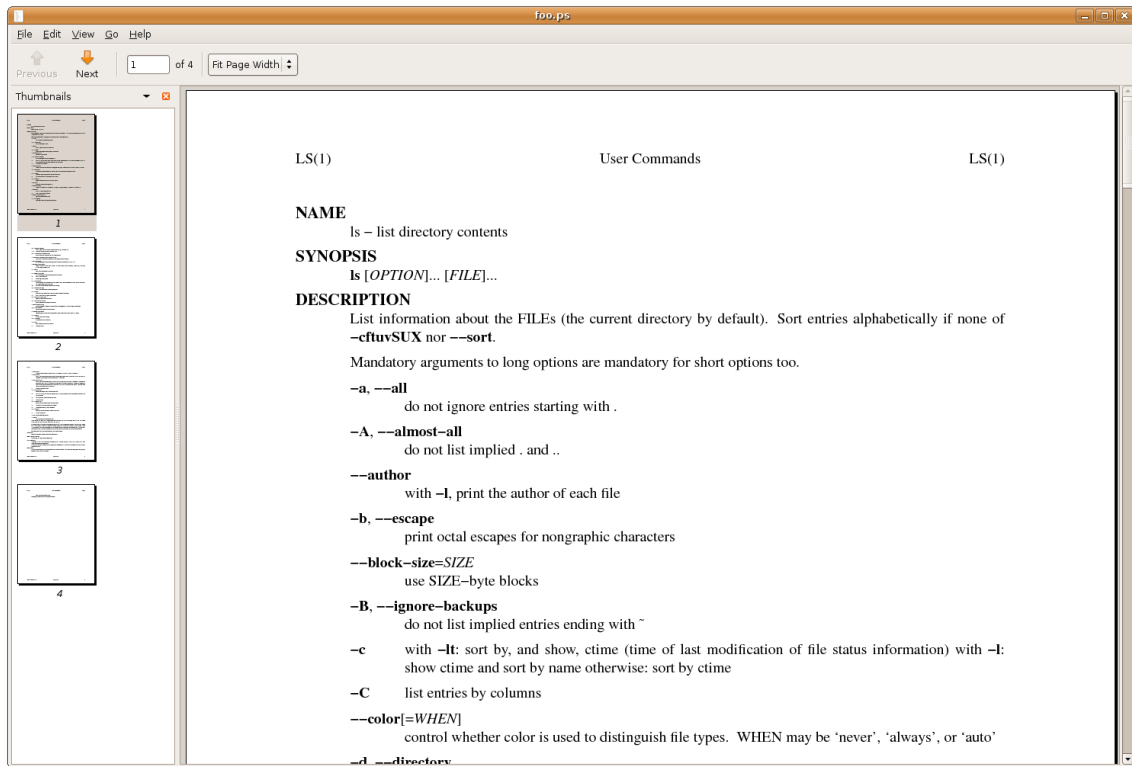 foo.ps
File Edit View Go Help
Previous Next 1 of 4 Fit Page Width
Thumbnails
1
2
3
4
LS(1) User Commands LS(1)
NAME
ls − list directory contents
SYNOPSIS
ls [OPTION]... [FILE]...
DESCRIPTION
List information about the FILEs (the current directory by default). Sort entries alphabetically if none of
−cftuvSUX nor −−sort.
Mandatory arguments to long options are mandatory for short options too.
−a, −−all
do not ignore entries starting with .
−A, −−almost−all
do not list implied . and ..
−−author
with −l, print the author of each file
−b, −−escape
print octal escapes for nongraphic characters
−−block−size=SIZE
use SIZE−byte blocks
−B, −−ignore−backups
do not list implied entries ending with ~
−c with −lt: sort by, and show, ctime (time of last modification of file status information) with −l:
show ctime and sort by name otherwise: sort by ctime
−C list entries by columns
−−color[=WHEN]
control whether color is used to distinguish file types. WHEN may be ‘never’, ‘always’, or ‘auto’
−d, −−directory